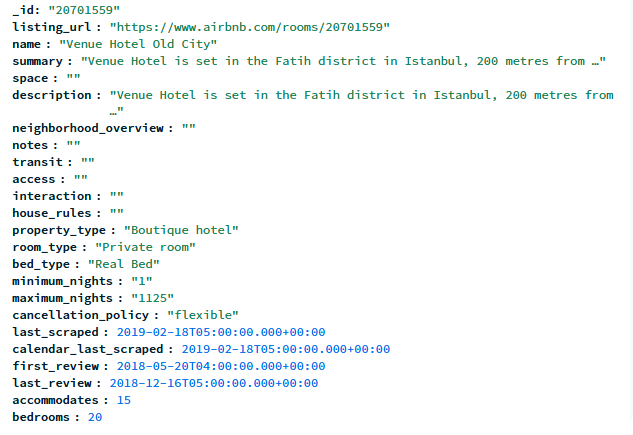 _id: "20701559"
listing_url : "https://www.airbnb.com/rooms/20701559"
name : "Venue Hotel Old City"
summary : "Venue Hotel is set in the Fatih district in Istanbul, 200 metres from …"
space : ""
description : "Venue Hotel is set in the Fatih district in Istanbul, 200 metres from
…"
neighborhood_overview : ""
notes : ""
transit : ""
access : ""
interaction : ""
house_rules : ""
property_type : "Boutique hotel"
room_type : "Private room"
bed_type : "Real Bed"
minimum_nights : "1"
maximum_nights : "1125"
cancellation_policy : "flexible"
last_scraped : 2019-02-18T05:00:00.000+00:00
calendar_last_scraped : 2019-02-18T05:00:00.000+00:00
first_review : 2018-05-20T04:00:00.000+00:00
last_review : 2018-12-16T05:00:00.000+00:00
accommodates : 15
bedrooms : 20